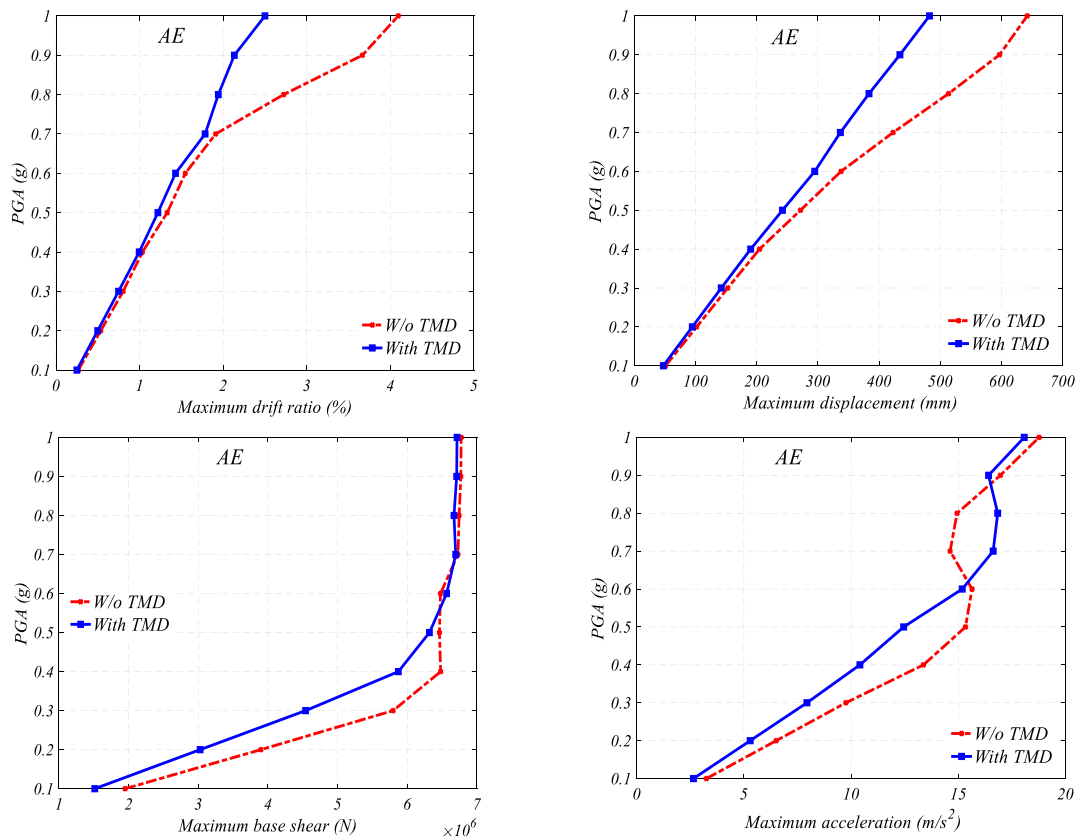 AE
PGA (g)
1
0.9
0.8
0.7
0.6
0.5
0.4
0.3
0.2
0.1
W/o TMD
With TMD
0 1 2 3 4 5
Maximum drift ratio (%)
AE
PGA (g)
1
0.9
0.8
0.7
0.6
0.5
0.4
0.3
0.2
0.1
W/o TMD
With TMD
0 100 200 300 400 500 600 700
Maximum displacement (mm)
AE
PGA (g)
1
0.9
0.8
0.7
0.6
0.5
0.4
0.3
0.2
0.1
W/o TMD
With TMD
1 2 3 4 5 6 7
Maximum base shear (N) ×10⁶
AE
PGA (g)
1
0.9
0.8
0.7
0.6
0.5
0.4
0.3
0.2
0.1
W/o TMD
With TMD
0 5 10 15 20
Maximum acceleration (m/s²)